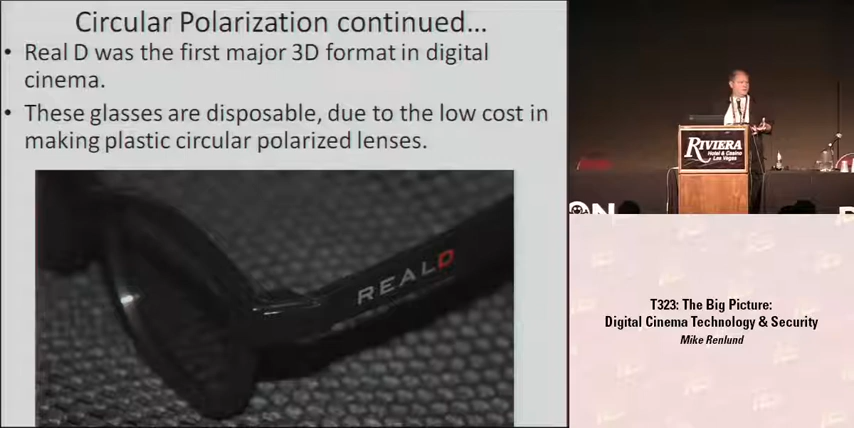 Circular Polarization continued...
• Real D was the first major 3D format in digital
cinema.
• These glasses are disposable, due to the low cost in
making plastic circular polarized lenses.
REALD
RIVIERA
Hotel & Casino
Las Vegas
ON
T323: The Big Picture:
Digital Cinema Technology & Security
Mike Renlund